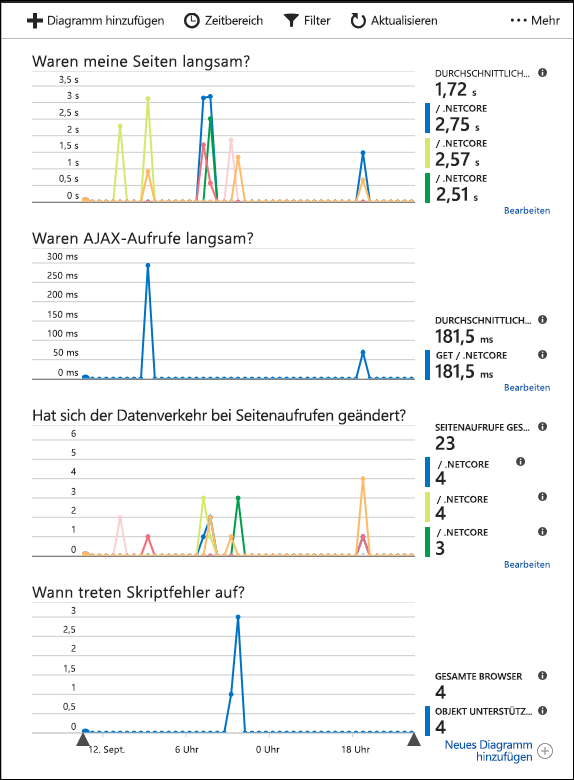 Diagramm hinzufügen Zeitbereich Filter Aktualisieren ••• Mehr
Waren meine Seiten langsam?
3,5 s
3 s
2,5 s
2 s
1,5 s
1 s
0,5 s
0 s
DURCHSCHNITTLICH...
1,72 s
/ .NETCORE
2,75 s
/ .NETCORE
2,57 s
/ .NETCORE
2,51 s
Bearbeiten
Waren AJAX-Aufrufe langsam?
300 ms
250 ms
200 ms
150 ms
100 ms
50 ms
0 ms
DURCHSCHNITTLICH...
181,5 ms
GET / .NETCORE
181,5 ms
Bearbeiten
Hat sich der Datenverkehr bei Seitenaufrufen geändert?
6
5
4
3
2
1
0
SEITENAUFRUFE GES...
23
/ .NETCORE
4
/ .NETCORE
4
/ .NETCORE
3
Bearbeiten
Wann treten Skriptfehler auf?
3
2,5
2
1,5
1
0,5
0
12. Sept. 6 Uhr 0 Uhr 18 Uhr
GESAMTE BROWSER
4
OBJEKT UNTERSTÜTZ...
4
Neues Diagramm
hinzufügen